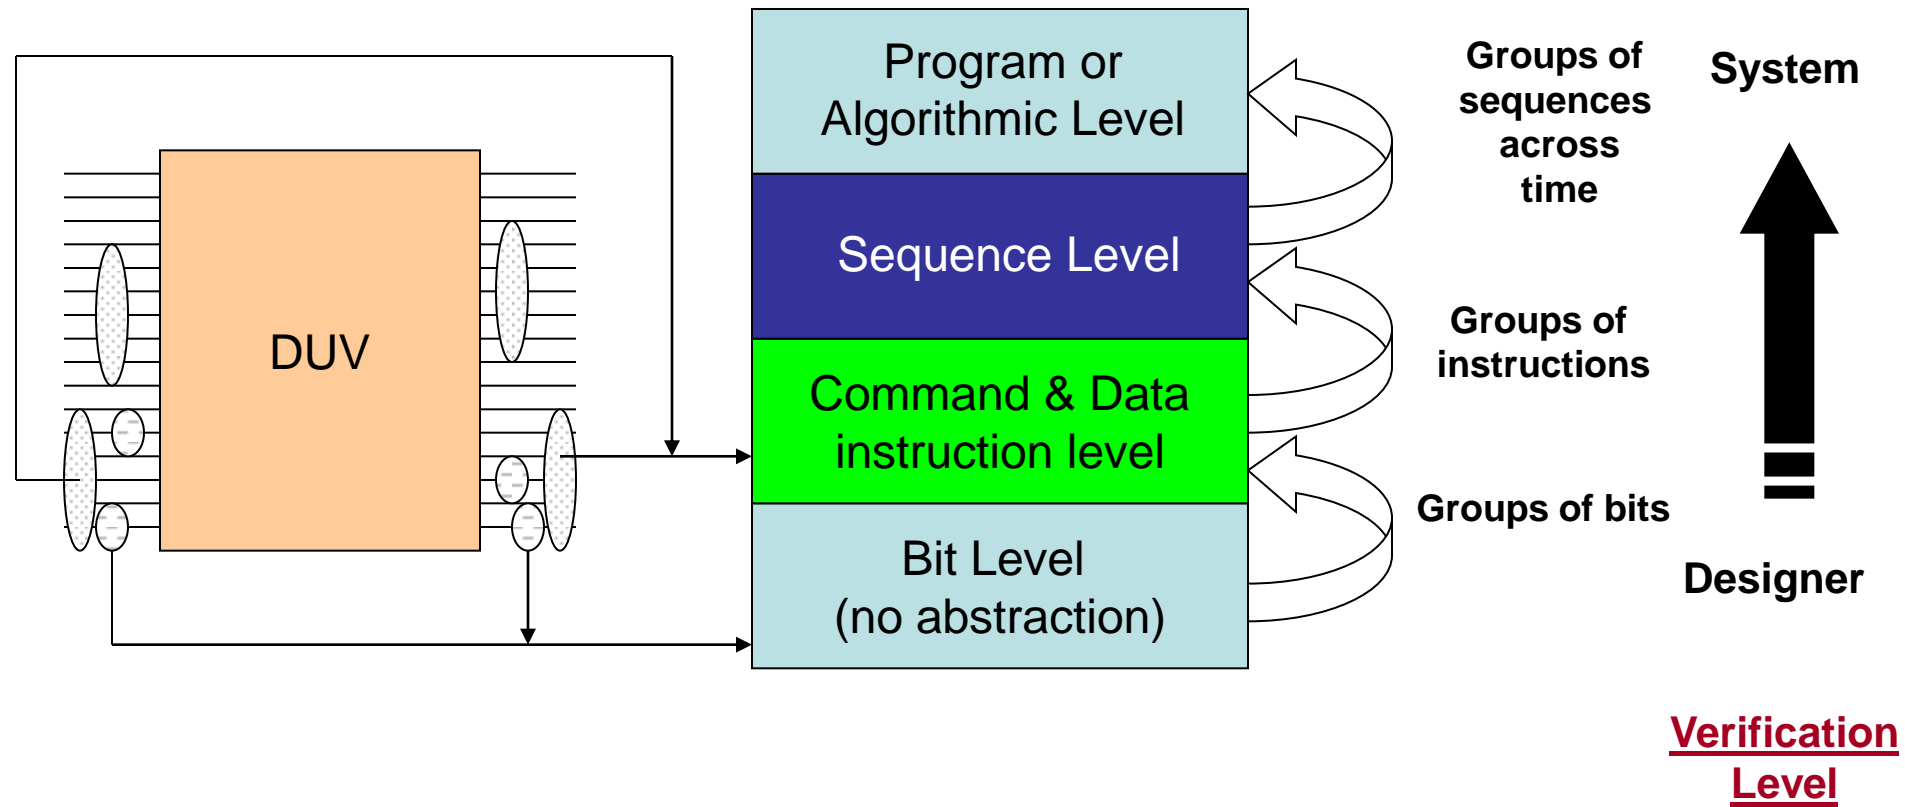 DUV
Program or
Algorithmic Level
Sequence Level
Command & Data
instruction level
Bit Level
(no abstraction)
Groups of
sequences
across
time
Groups of
instructions
Groups of bits
System
Designer
Verification
Level